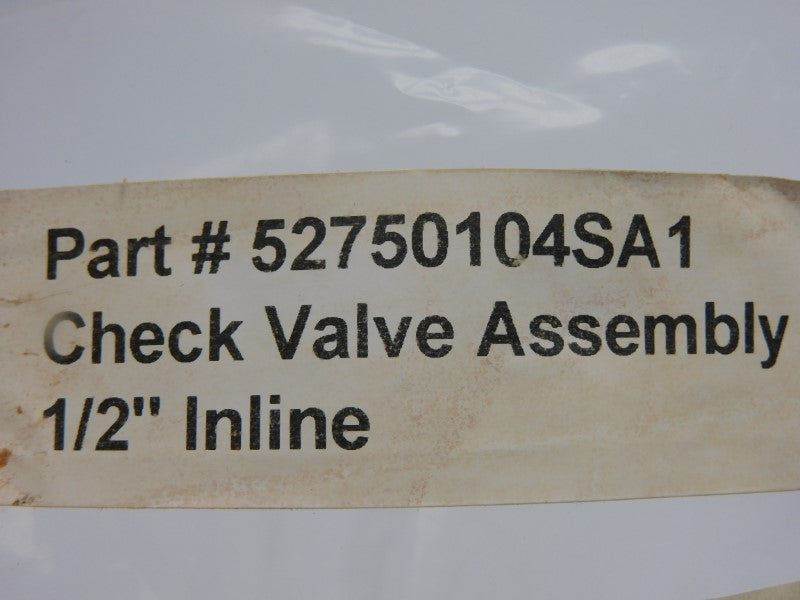 Part # 52750104SA1
Check Valve Assembly
1/2" Inline